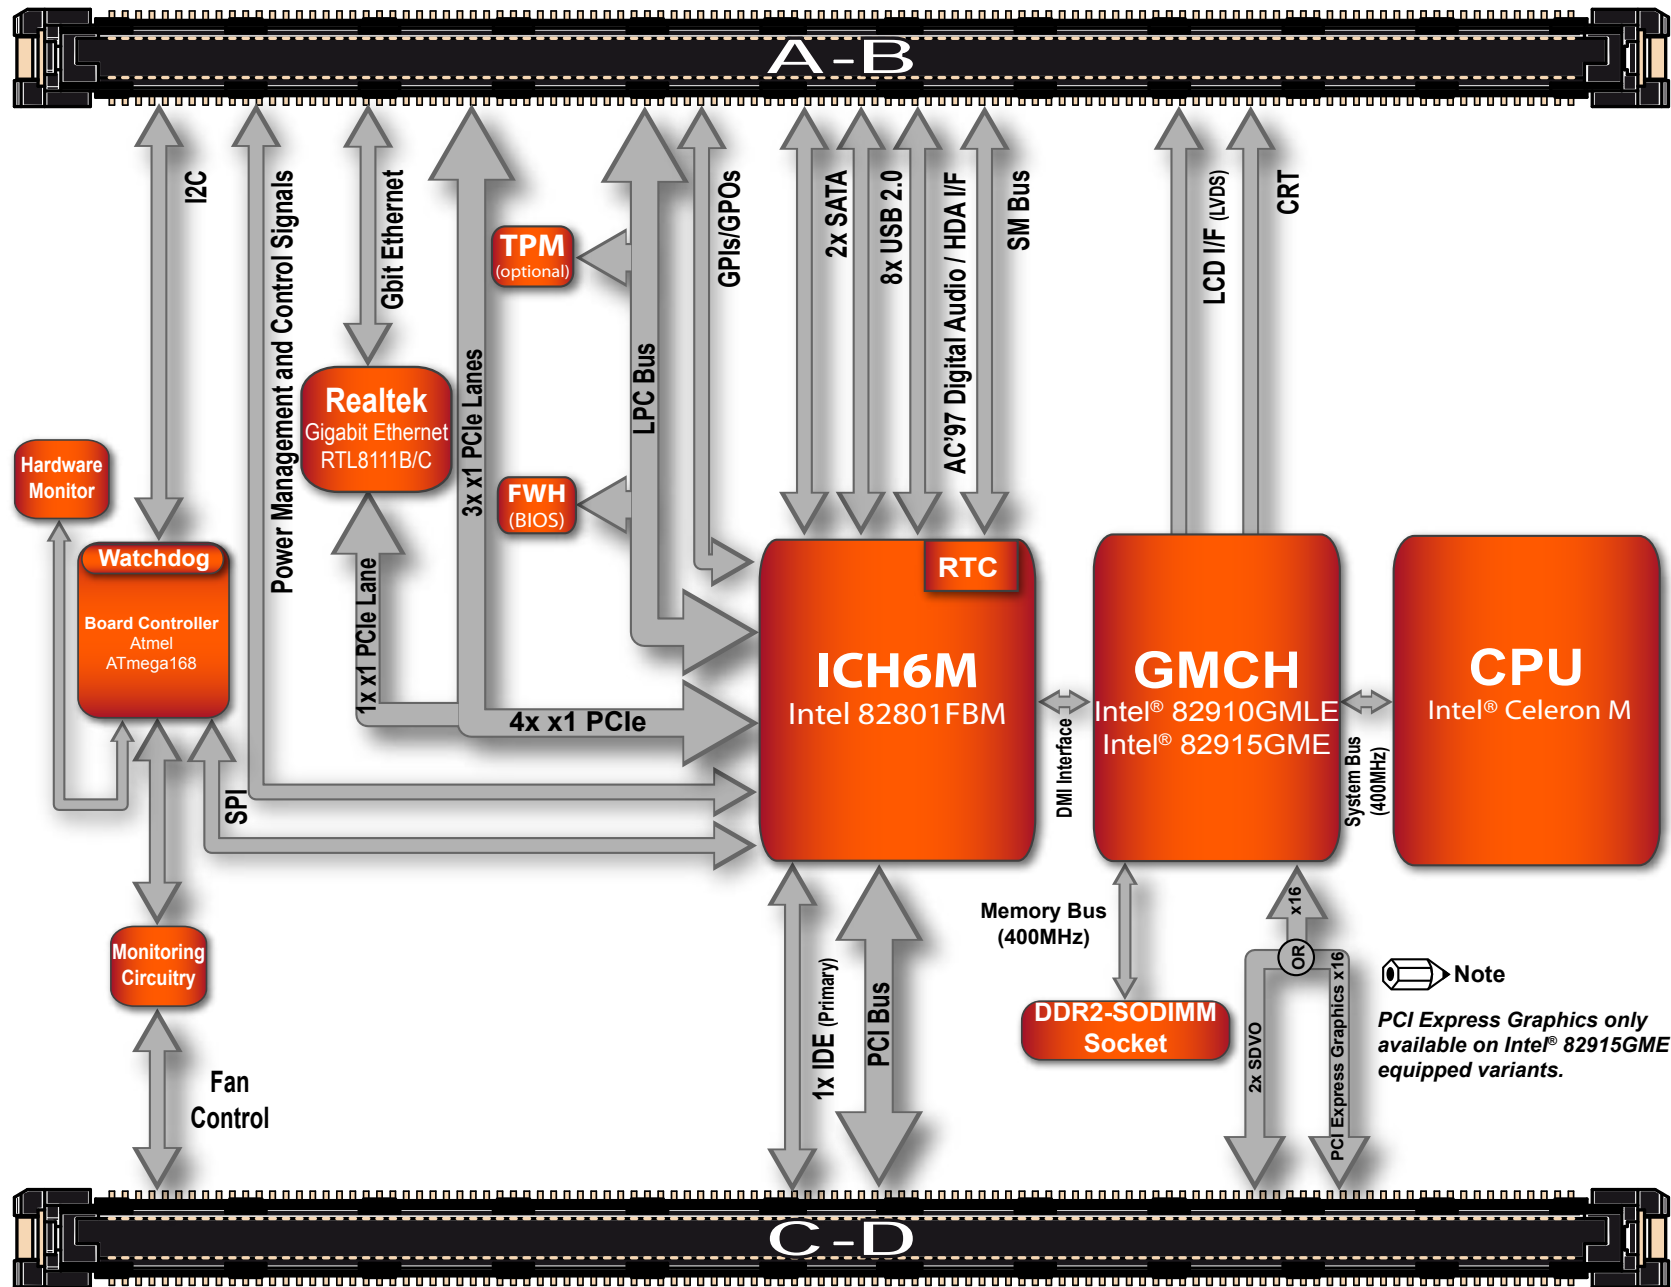 A-B
I2C
Power Management and Control Signals
Gbit Ethernet
3x x1 PCIe Lanes
TPM
(optional)
LPC Bus
GPIs/GPOs
2x SATA
8x USB 2.0
AC'97 Digital Audio / HDA I/F
SM Bus
LCD I/F (LVDS)
CRT
Realtek
Gigabit Ethernet
RTL8111B/C
Hardware
Monitor
FWH
(BIOS)
Watchdog
Board Controller
Atmel
ATmega168
1x x1 PCIe Lane
4x x1 PCIe
SPI
RTC
ICH6M
Intel 82801FBM
DMI Interface
GMCH
Intel® 82910GMLE
Intel® 82915GME
System Bus
(400MHz)
CPU
Intel® Celeron M
Monitoring
Circuitry
Fan
Control
1x IDE (Primary)
PCI Bus
Memory Bus
(400MHz)
DDR2-SODIMM
Socket
x16
OR
2x SDVO
PCI Express Graphics x16
Note
PCI Express Graphics only
available on Intel® 82915GME
equipped variants.
C-D